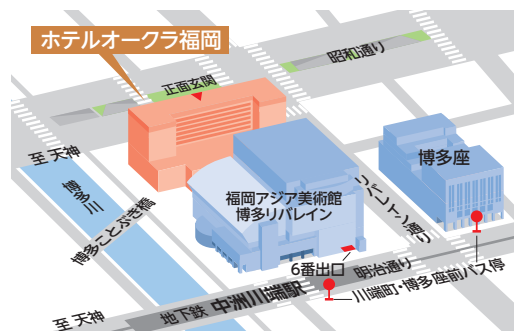 ホテルオークラ福岡
昭和通り
正面玄関
至 天神
博多川
博多ことぶき橋
福岡アジア美術館
博多リバレイン
博多座
リバレイン通り
6番出口
明治通り
川端町・博多座前バス停
地下鉄 中洲川端駅
至 天神